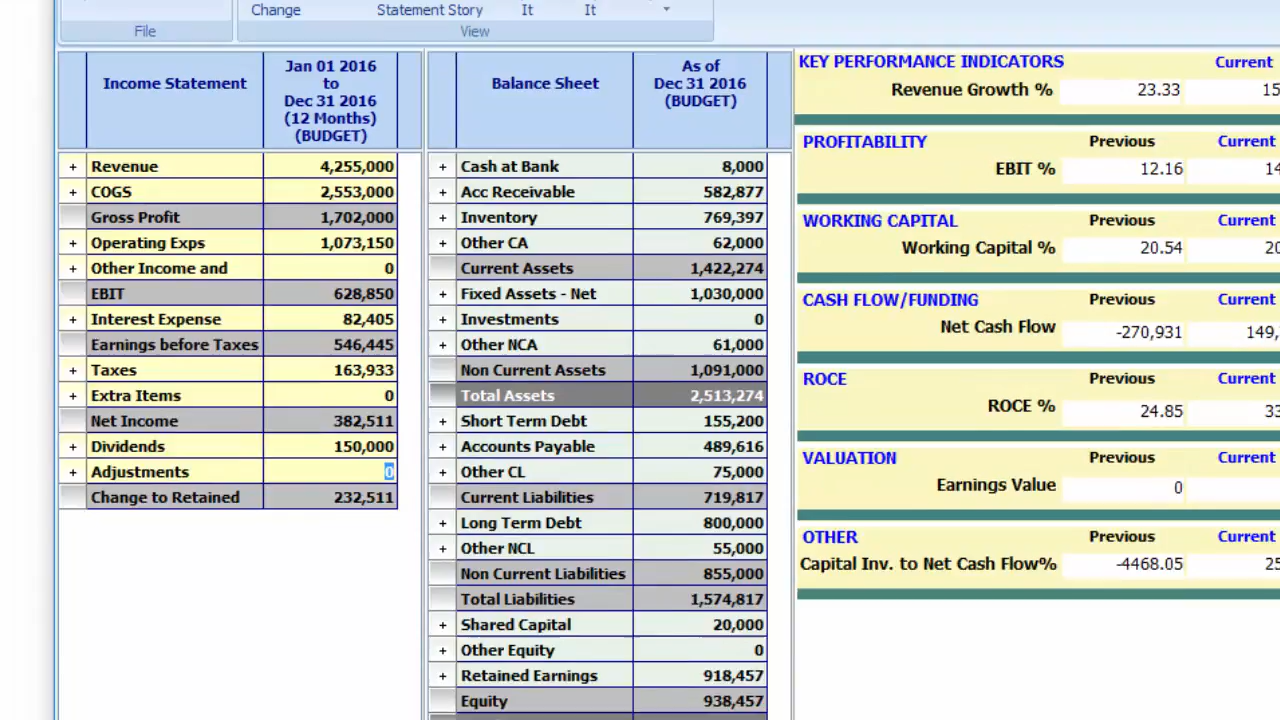 Change Statement Story It It
File View
Income Statement
Jan 01 2016
to
Dec 31 2016
(12 Months)
(BUDGET)
+ Revenue 4,255,000
+ COGS 2,553,000
Gross Profit 1,702,000
+ Operating Exps 1,073,150
+ Other Income and 0
EBIT 628,850
+ Interest Expense 82,405
Earnings before Taxes 546,445
+ Taxes 163,933
+ Extra Items 0
Net Income 382,511
+ Dividends 150,000
+ Adjustments 0
Change to Retained 232,511
Balance Sheet
As of
Dec 31 2016
(BUDGET)
+ Cash at Bank 8,000
+ Acc Receivable 582,877
+ Inventory 769,397
+ Other CA 62,000
Current Assets 1,422,274
+ Fixed Assets - Net 1,030,000
+ Investments 0
+ Other NCA 61,000
Non Current Assets 1,091,000
Total Assets 2,513,274
+ Short Term Debt 155,200
+ Accounts Payable 489,616
+ Other CL 75,000
Current Liabilities 719,817
+ Long Term Debt 800,000
+ Other NCL 55,000
Non Current Liabilities 855,000
Total Liabilities 1,574,817
+ Shared Capital 20,000
+ Other Equity 0
+ Retained Earnings 918,457
Equity 938,457
KEY PERFORMANCE INDICATORS Current
Revenue Growth % 23.33 15
PROFITABILITY Previous Current
EBIT % 12.16 14
WORKING CAPITAL Previous Current
Working Capital % 20.54 20
CASH FLOW/FUNDING Previous Current
Net Cash Flow -270,931 149,
ROCE Previous Current
ROCE % 24.85 33
VALUATION Previous Current
Earnings Value 0
OTHER Previous Current
Capital Inv. to Net Cash Flow% -4468.05 25